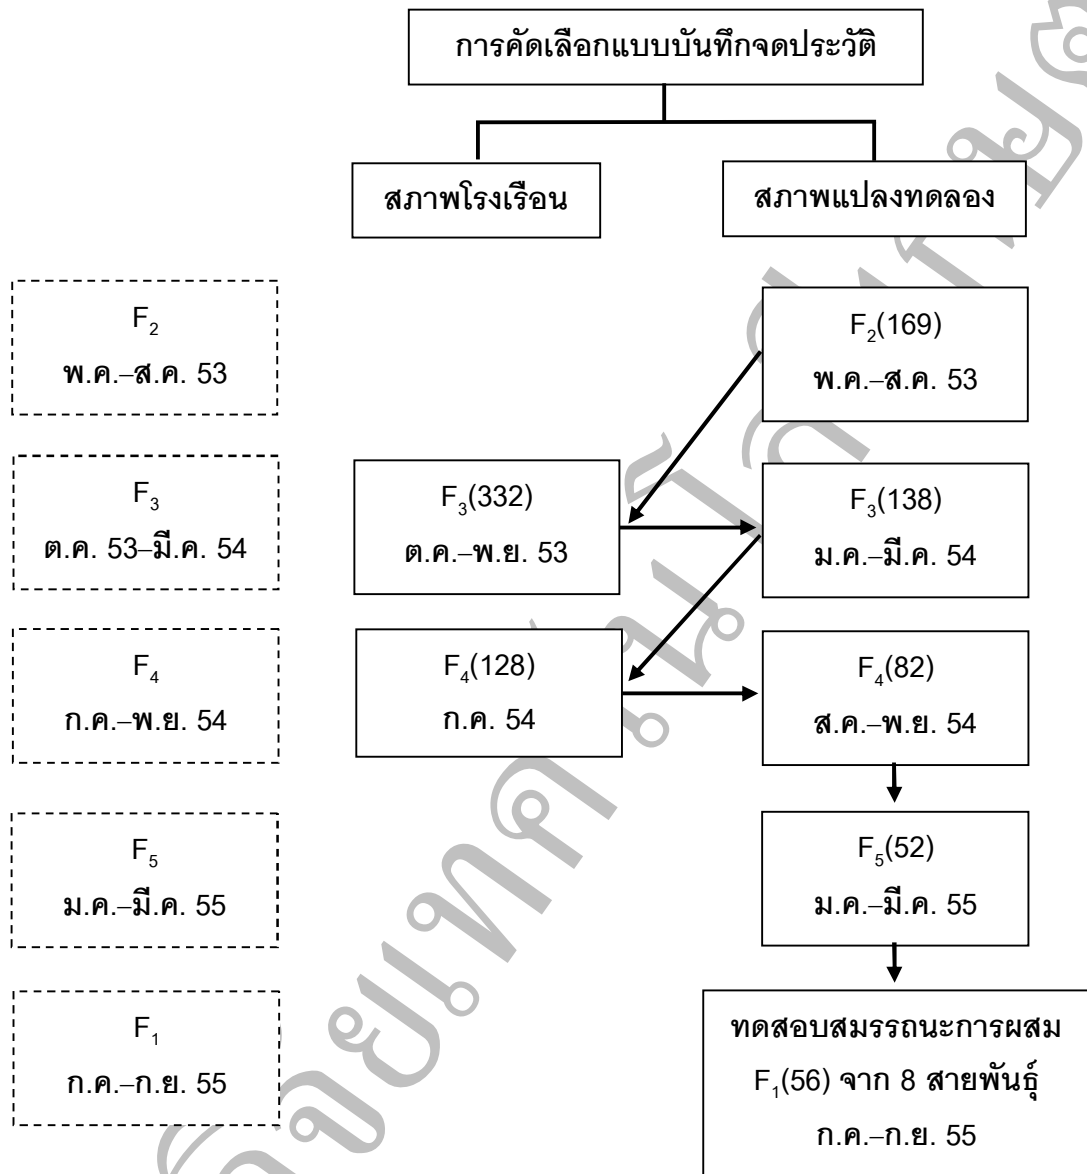 การคัดเลือกแบบบันทึกจดประวัติ
สภาพโรงเรือน
สภาพแปลงทดลอง
F2
พ.ค.–ส.ค. 53
F2(169)
พ.ค.–ส.ค. 53
F3
ต.ค. 53–มี.ค. 54
F3(332)
ต.ค.–พ.ย. 53
F3(138)
ม.ค.–มี.ค. 54
F4
ก.ค.–พ.ย. 54
F4(128)
ก.ค. 54
F4(82)
ส.ค.–พ.ย. 54
F5
ม.ค.–มี.ค. 55
F5(52)
ม.ค.–มี.ค. 55
F1
ก.ค.–ก.ย. 55
ทดสอบสมรรถนะการผสม
F1(56) จาก 8 สายพันธุ์
ก.ค.–ก.ย. 55